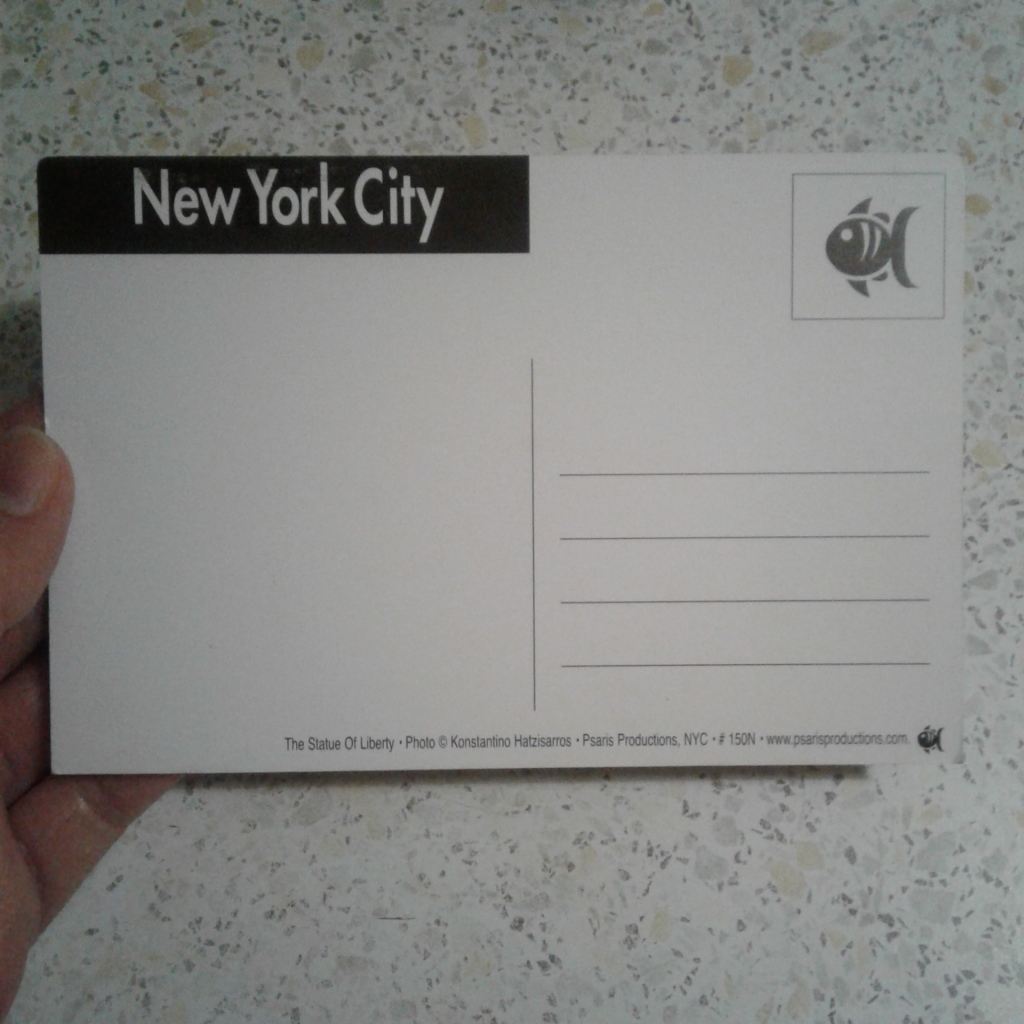 New York City
The Statue Of Liberty • Photo © Konstantino Hatzisarros • Psaris Productions, NYC • # 150N • www.psarisproductions.com